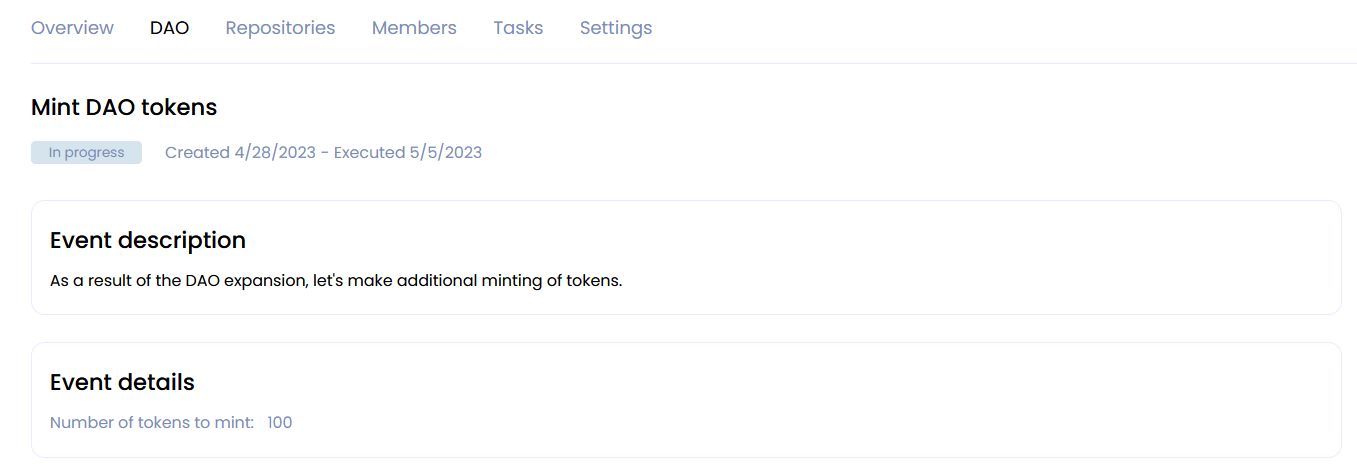 Overview DAO Repositories Members Tasks Settings
Mint DAO tokens
In progress Created 4/28/2023 - Executed 5/5/2023
Event description
As a result of the DAO expansion, let's make additional minting of tokens.
Event details
Number of tokens to mint: 100